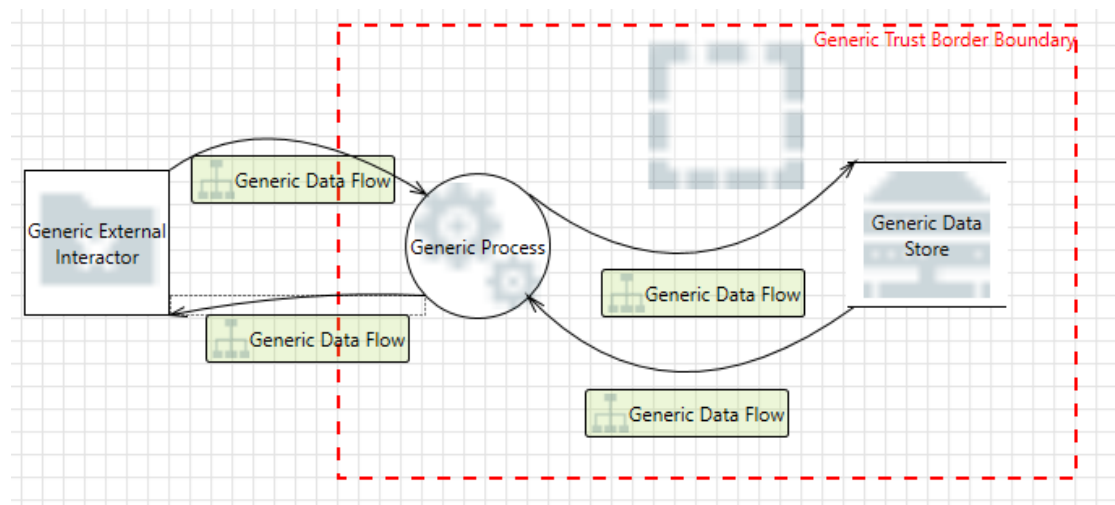 Generic Trust Border Boundary
Generic Data Flow
Generic External
Interactor
Generic Process
Generic Data
Store
Generic Data Flow
Generic Data Flow
Generic Data Flow